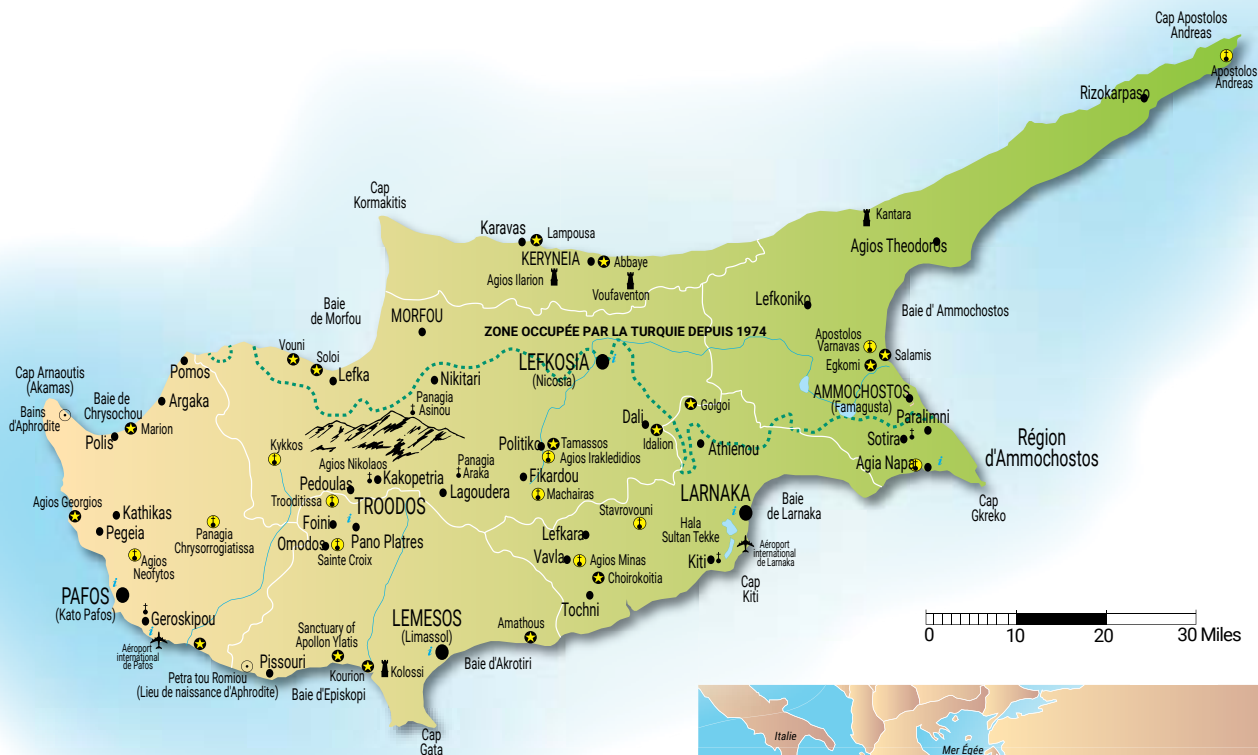 Cap Apostolos
Andreas
Apostolos
Andreas
Rizokarpaso
Cap
Kormakitis
Kantara
Karavas
Lampousa
Agios Theodoros
KERYNEIA
Abbaye
Agios Ilarion
Voufaventon
Lefkoniko
Baie
de Morfou
MORFOU
Baie d' Ammochostos
ZONE OCCUPÉE PAR LA TURQUIE DEPUIS 1974
Apostolos
Varnavas
Salamis
Egkomi
Vouni
Soloi
Lefka
LEFKOSIA
(Nicosia)
Pomos
Nikitari
Cap Arnaoutis
(Akamas)
AMMOCHOSTOS
(Famagusta)
Bains
d'Aphrodite
Baie de
Chrysochou
Argaka
Panagia
Asinou
Golgoi
Paralimni
Marion
Polis
Dali
Idalion
Sotira
Région
d'Ammochostos
Kykkos
Politiko
Tamassos
Agios Irakledidios
Athienou
Agia Napa
Agios Nikolaos
Kakopetria
Panagia
Araka
Fikardou
Pedoulas
Lagoudera
Machairas
LARNAKA
Baie
de Larnaka
Cap
Gkreko
Agios Georgios
Kathikas
Trooditissa
TROODOS
Stavrovouni
Pegeia
Panagia
Chrysorrogiatissa
Foini
Omodos
Pano Platres
Sainte Croix
Lefkara
Hala
Sultan Tekke
Agios
Neofytos
Vavla
Agios Minas
Kiti
Aéroport
international
de Larnaka
Choirokoitia
Cap
Kiti
PAFOS
(Kato Pafos)
Tochni
Geroskipou
LEMESOS
(Limassol)
Amathous
Aéroport
international
de Pafos
Sanctuary of
Apollon Ylatis
Petra tou Romiou
(Lieu de naissance d'Aphrodite)
Pissouri
Kourion
Kolossi
Baie d'Akrotiri
Baie d'Episkopi
Cap
Gata
0 10 20 30 Miles
Italie
Mer Égée